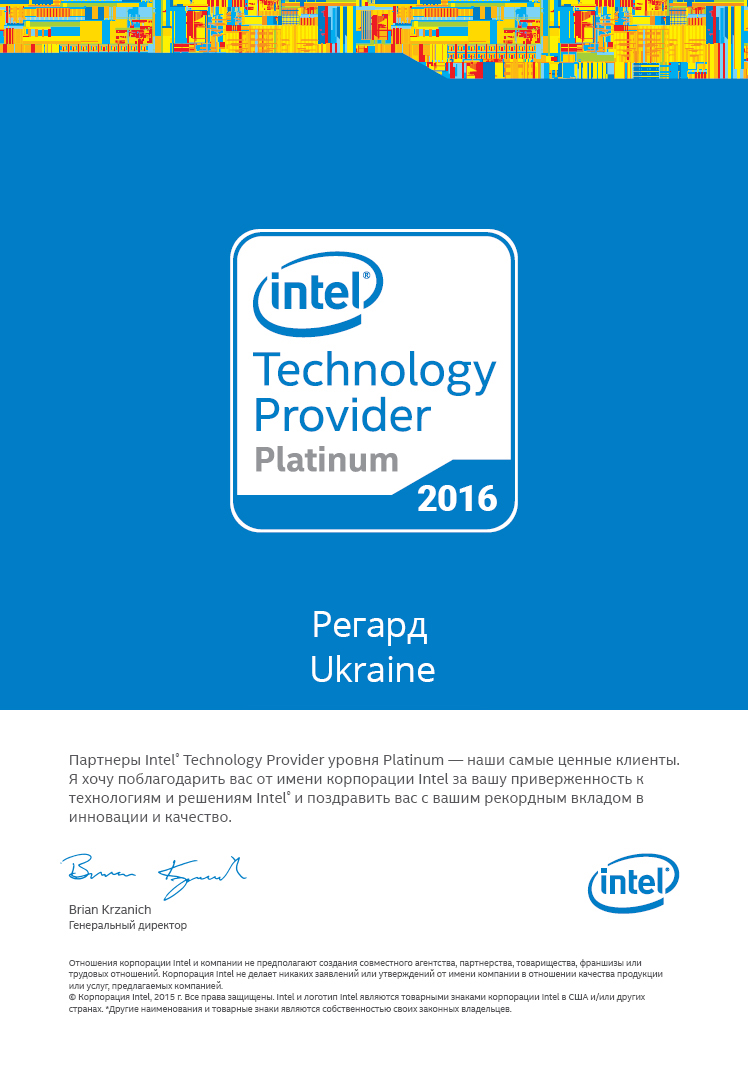 intel®
Technology
Provider
Platinum
2016
Регард
Ukraine
Партнеры Intel® Technology Provider уровня Platinum — наши самые ценные клиенты.
Я хочу поблагодарить вас от имени корпорации Intel за вашу приверженность к
технологиям и решениям Intel® и поздравить вас с вашим рекордным вкладом в
инновации и качество.
intel®
Brian Krzanich
Генеральный директор
Отношения корпорации Intel и компании не предполагают создания совместного агентства, партнерства, товарищества, франшизы или
трудовых отношений. Корпорация Intel не делает никаких заявлений или утверждений от имени компании в отношении качества продукции
или услуг, предлагаемых компанией.
© Корпорация Intel, 2015 г. Все права защищены. Intel и логотип Intel являются товарными знаками корпорации Intel в США и/или других
странах. *Другие наименования и товарные знаки являются собственностью своих законных владельцев.